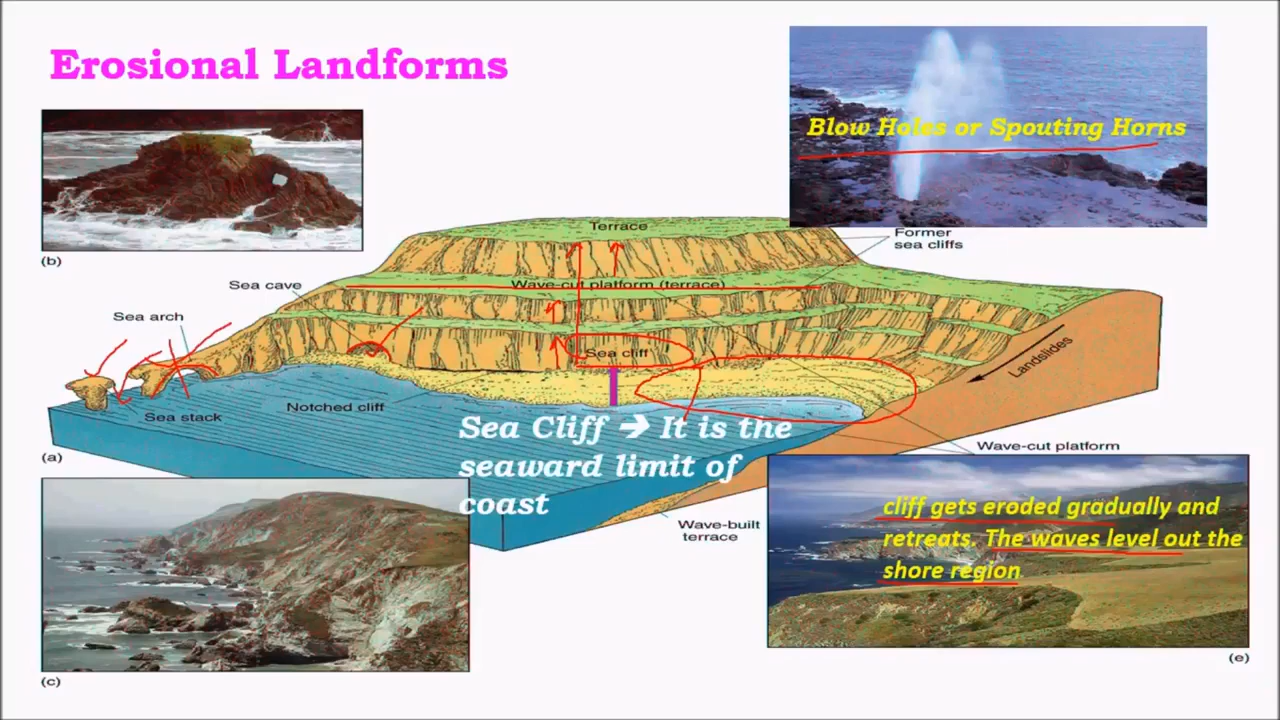 Erosional Landforms
Blow Holes or Spouting Horns
(b)
Terrace
Former
sea cliffs
Sea cave
Wave-cut platform (terrace)
Sea arch
Sea cliff
Landslides
Notched cliff
Sea stack
Sea Cliff → It is the
seaward limit of
coast
(a)
Wave-cut platform
Wave-built
terrace
cliff gets eroded gradually and
retreats. The waves level out the
shore region
(c)
(e)